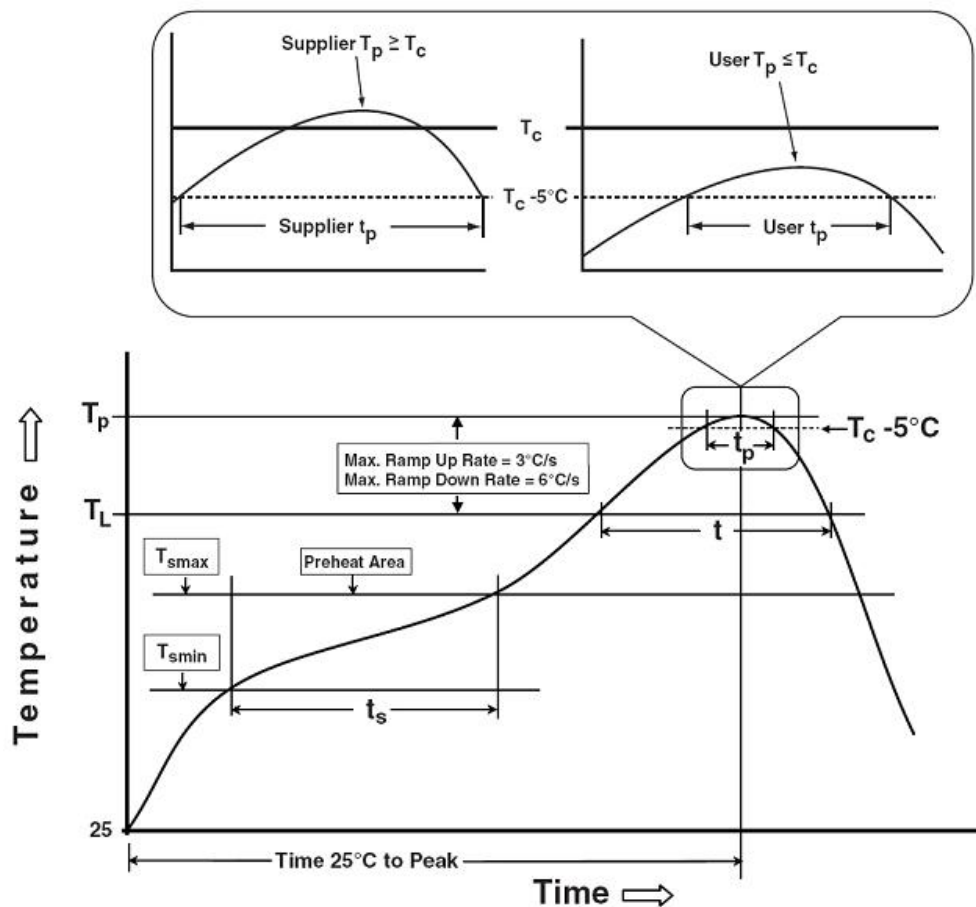 Supplier Tp ≥ Tc
User Tp ≤ Tc
Tc
Tc -5°C
Supplier tp
User tp
Tp
Tc -5°C
tp
Max. Ramp Up Rate = 3°C/s
Max. Ramp Down Rate = 6°C/s
TL
t
Tsmax
Preheat Area
Tsmin
ts
Temperature
25
Time 25°C to Peak
Time